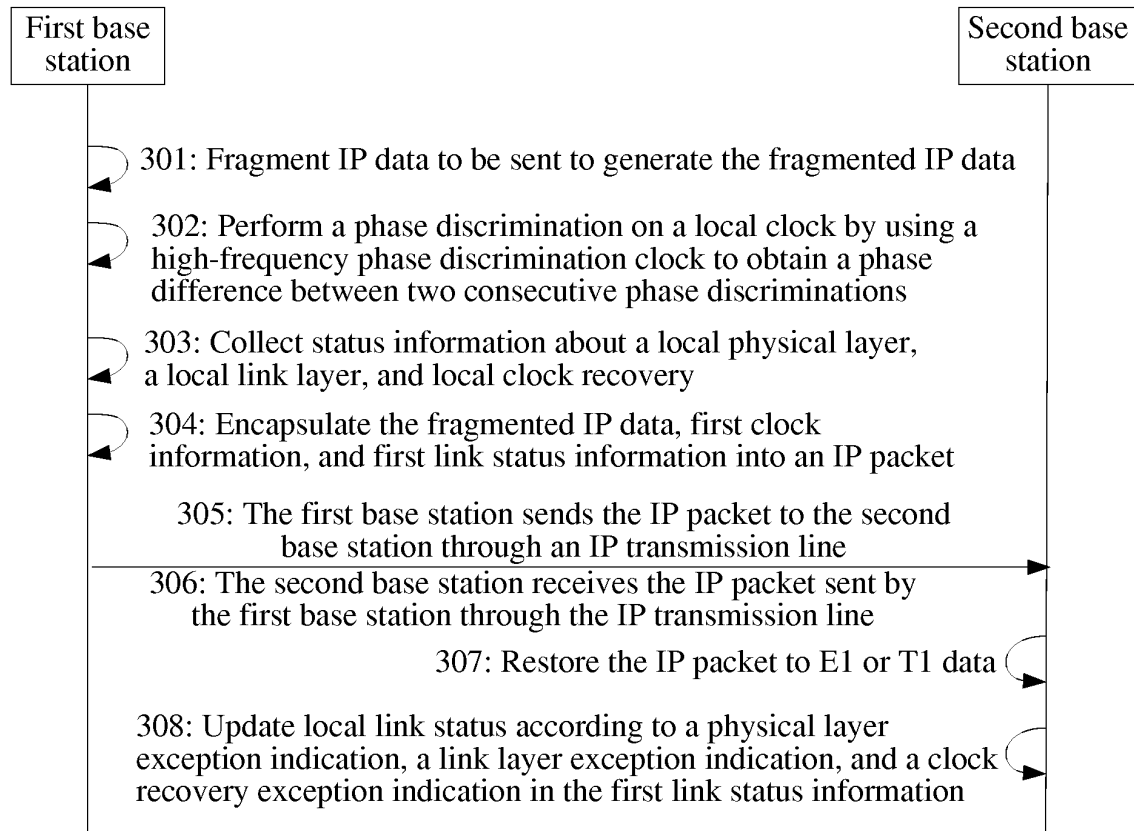 First base
station
Second base
station
301: Fragment IP data to be sent to generate the fragmented IP data
302: Perform a phase discrimination on a local clock by using a
high-frequency phase discrimination clock to obtain a phase
difference between two consecutive phase discriminations
303: Collect status information about a local physical layer,
a local link layer, and local clock recovery
304: Encapsulate the fragmented IP data, first clock
information, and first link status information into an IP packet
305: The first base station sends the IP packet to the second
base station through an IP transmission line
306: The second base station receives the IP packet sent by
the first base station through the IP transmission line
307: Restore the IP packet to E1 or T1 data
308: Update local link status according to a physical layer
exception indication, a link layer exception indication, and a clock
recovery exception indication in the first link status information